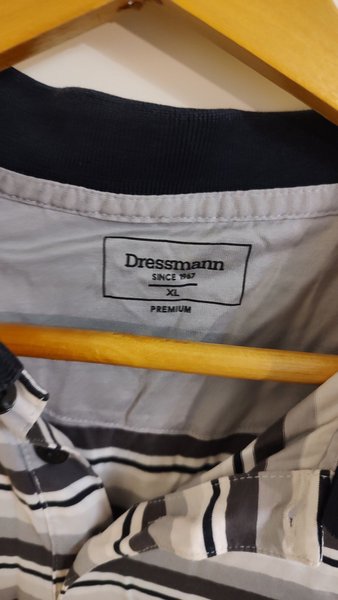 Dressmann
SINCE 1967
XL
PREMIUM